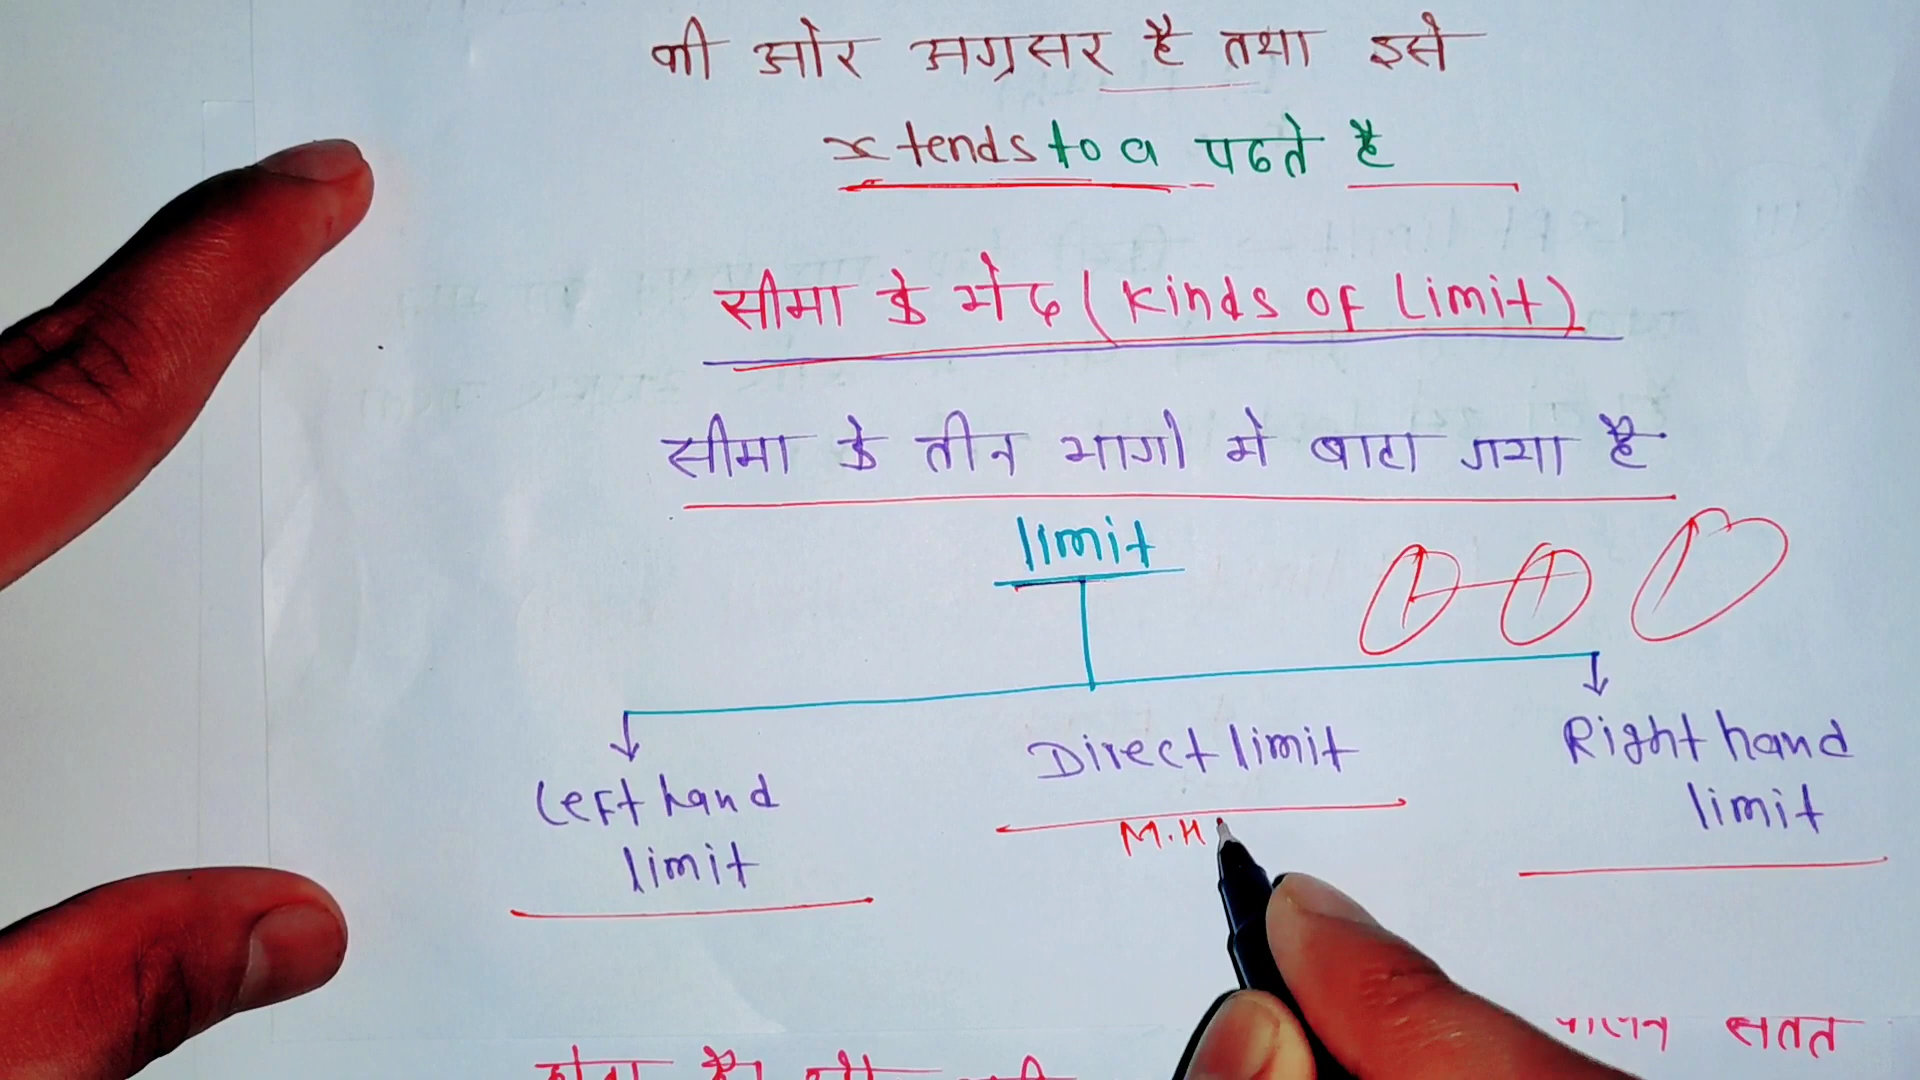 की ओर अग्रसर है तथा इसे
x tends to a पढते है
सीमा के भेद (Kinds of Limit)
सीमा के तीन भागो मे बाटा गया है
limit
Left hand
limit
Direct limit
M.H
Right hand
limit
सतत
होता है।